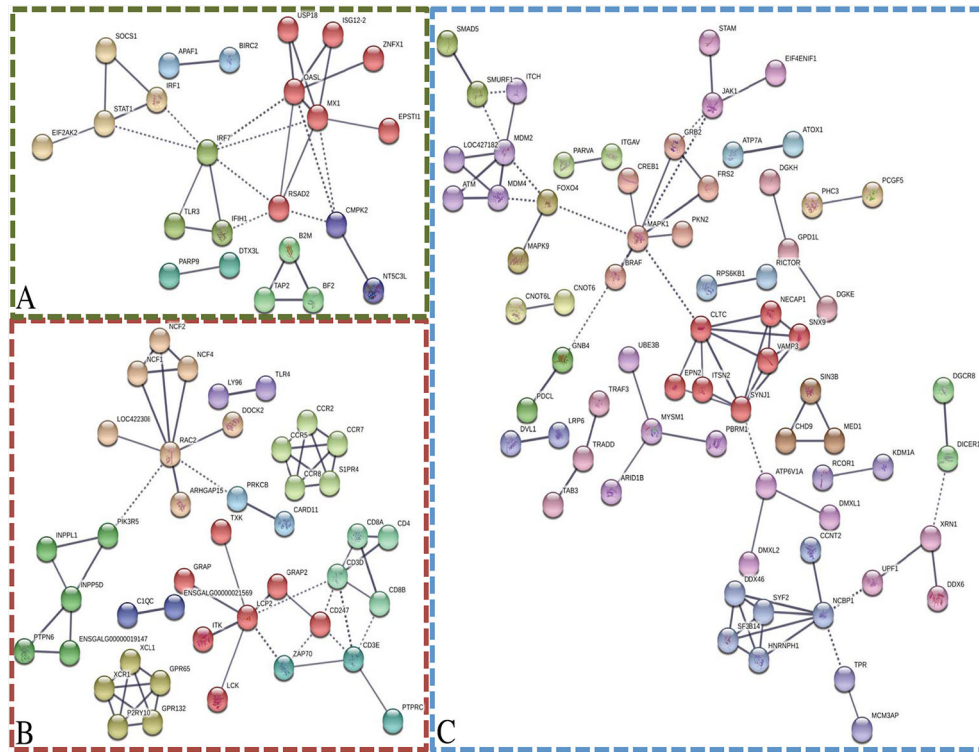 USP18
ISG12-2
SOCS1
APAF1
BIRC2
ZNFX1
OASL
IRF1
MX1
STAT1
EPSTI1
EIF2AK2
IRF7
RSAD2
TLR3
IFIH1
CMPK2
B2M
DTX3L
PARP9
TAP2
BF2
NT5C3L
A
NCF2
NCF1
NCF4
TLR4
LY96
CCR2
DOCK2
LOC422306
CCR7
CCR5
RAC2
CCR8
S1PR4
ARHGAP15
PRKCB
CARD11
PIK3R5
TXK
CD8A
CD4
INPPL1
CD3D
GRAP
GRAP2
INPP5D
C1QC
ENSGALG00000021569
CD8B
LCP2
CD247
ITK
PTPN6
ENSGALG00000019147
ZAP70
CD3E
XCL1
XCR1
GPR65
LCK
P2RY10
GPR132
PTPRC
B
STAM
SMAD5
EIF4ENIF1
SMURF1
ITCH
JAK1
MDM2
GRB2
LOC427182
PARVA
ITGAV
ATP7A
ATOX1
CREB1
FRS2
DGKH
ATM
MDM4
FOXO4
PHC3
PCGF5
MAPK1
PKN2
MAPK9
GPD1L
BRAF
RPS6KB1
RICTOR
CNOT6L
CNOT6
DGKE
NECAP1
CLTC
SNX9
GNB4
VAMP3
UBE3B
EPN2
ITSN2
SYNJ1
SIN3B
DGCR8
PDCL
TRAF3
DVL1
LRP6
MYSM1
PBRM1
CHD9
MED1
TRADD
DICER1
RCOR1
KDM1A
ATP6V1A
TAB3
ARID1B
DMXL1
XRN1
CCNT2
DMXL2
UPF1
DDX46
DDX6
SYF2
NCBP1
SF3B14
HNRNPH1
TPR
MCM3AP
C